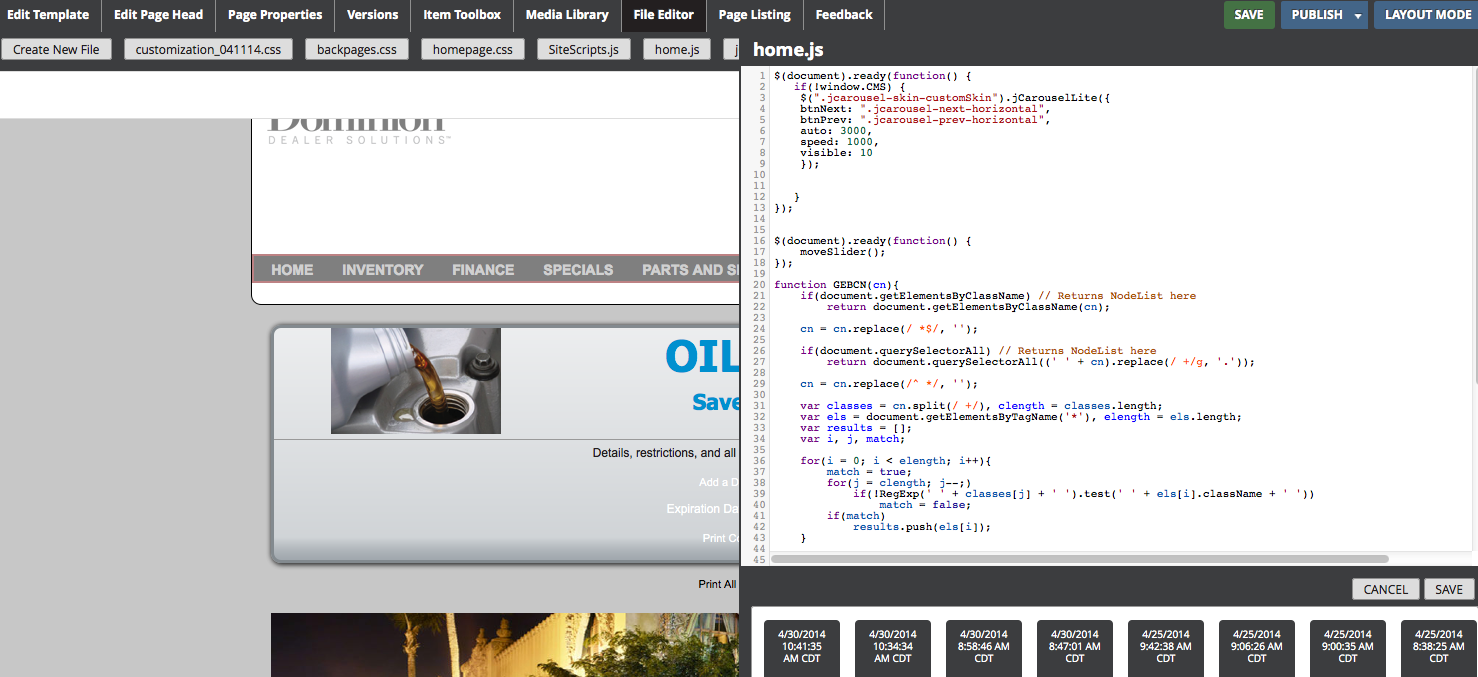 Edit Template
Edit Page Head
Page Properties
Versions
Item Toolbox
Media Library
File Editor
Page Listing
Feedback
SAVE
PUBLISH
LAYOUT MODE
Create New File
customization_041114.css
backpages.css
homepage.css
SiteScripts.js
home.js
j
Dominion
DEALER SOLUTIONS™
HOME
INVENTORY
FINANCE
SPECIALS
PARTS AND S
OIL
Save
Details, restrictions, and all
Add a D
Expiration Da
Print Co
Print All
home.js
1 $(document).ready(function() {
2 if(!window.CMS) {
3 $(".jcarousel-skin-customSkin").jCarouselLite({
4 btnNext: ".jcarousel-next-horizontal",
5 btnPrev: ".jcarousel-prev-horizontal",
6 auto: 3000,
7 speed: 1000,
8 visible: 10
9 });
10
11
12 }
13 });
14
15
16 $(document).ready(function() {
17 moveSlider();
18 });
19
20 function GEBCN(cn){
21 if(document.getElementsByClassName) // Returns NodeList here
22 return document.getElementsByClassName(cn);
23
24 cn = cn.replace(/ *$/, '');
25
26 if(document.querySelectorAll) // Returns NodeList here
27 return document.querySelectorAll((' ' + cn).replace(/ +/g, '.'));
28
29 cn = cn.replace(/^ */, '');
30
31 var classes = cn.split(/ +/), clength = classes.length;
32 var els = document.getElementsByTagName('*'), elength = els.length;
33 var results = [];
34 var i, j, match;
35
36 for(i = 0; i < elength; i++){
37 match = true;
38 for(j = clength; j--;)
39 if(!RegExp(' ' + classes[j] + ' ').test(' ' + els[i].className + ' '))
40 match = false;
41 if(match)
42 results.push(els[i]);
43 }
44
45
CANCEL
SAVE
4/30/2014
10:41:35
AM CDT
4/30/2014
10:34:34
AM CDT
4/30/2014
8:58:46 AM
CDT
4/30/2014
8:47:01 AM
CDT
4/25/2014
9:42:38 AM
CDT
4/25/2014
9:06:26 AM
CDT
4/25/2014
9:00:35 AM
CDT
4/25/2014
8:38:25 AM
CDT